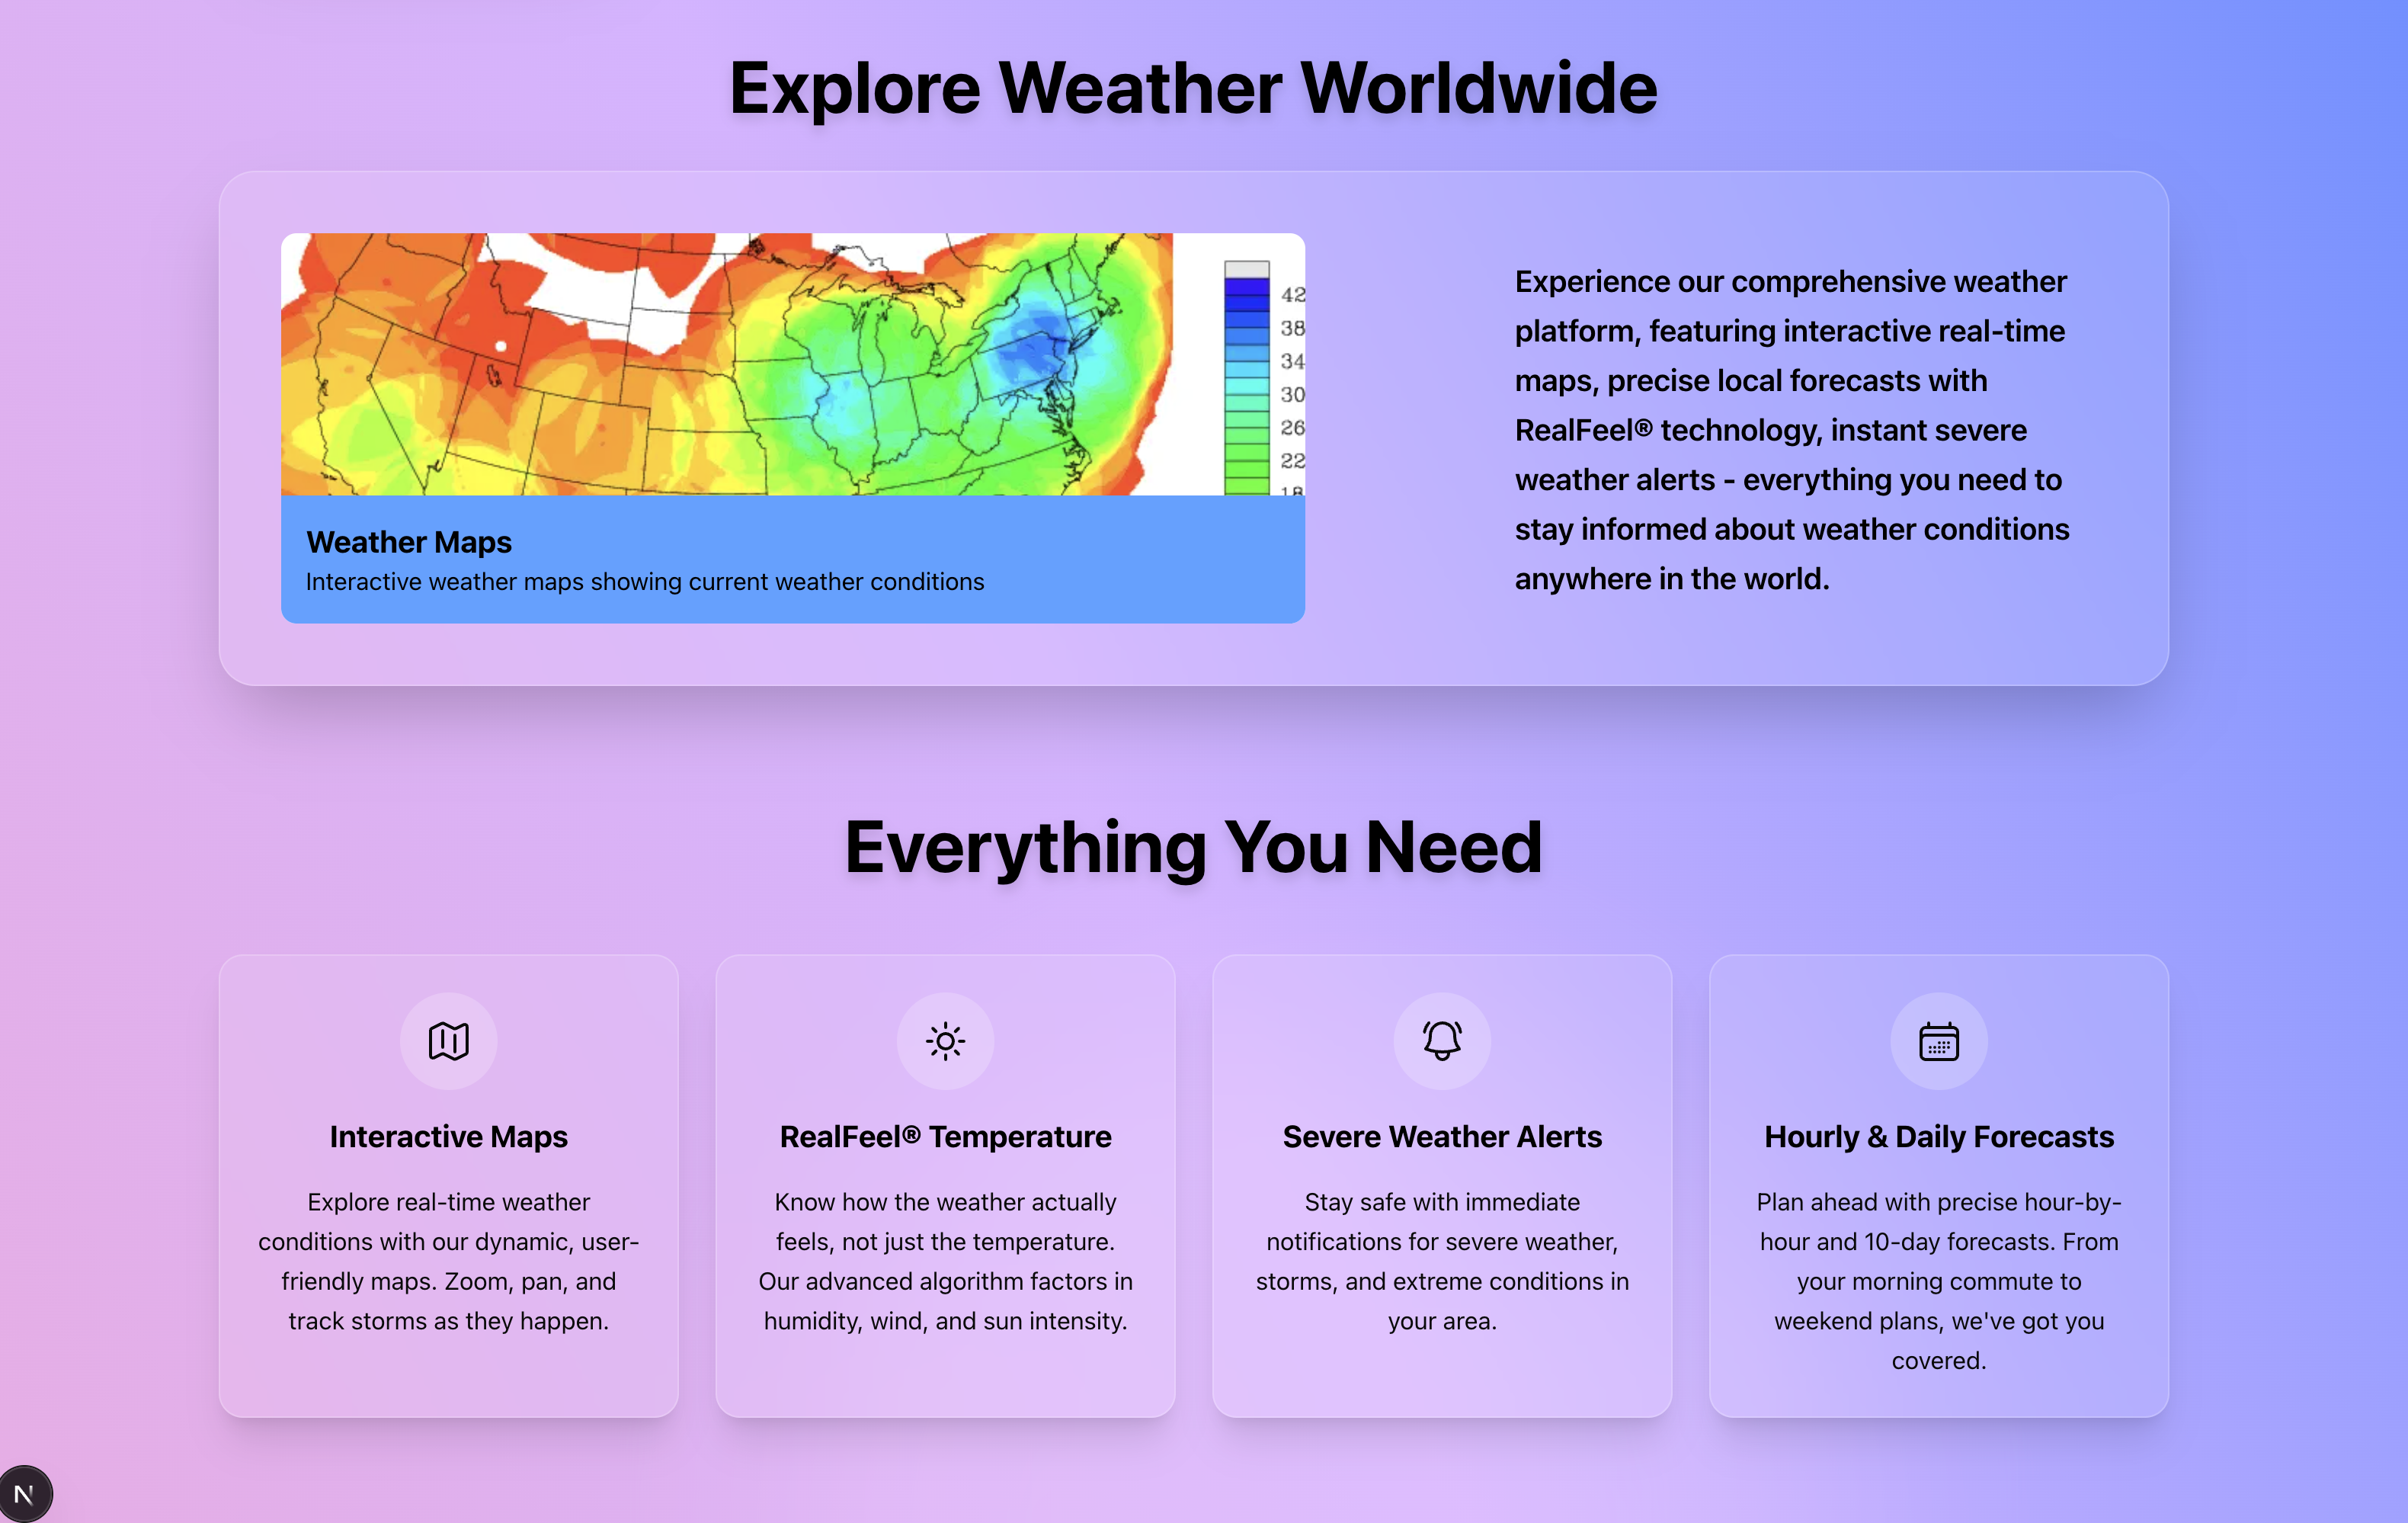 Explore Weather Worldwide
42
38
34
30
26
22
18
Weather Maps
Interactive weather maps showing current weather conditions
Experience our comprehensive weather
platform, featuring interactive real-time
maps, precise local forecasts with
RealFeel® technology, instant severe
weather alerts - everything you need to
stay informed about weather conditions
anywhere in the world.
Everything You Need
Interactive Maps
Explore real-time weather
conditions with our dynamic, user-
friendly maps. Zoom, pan, and
track storms as they happen.
RealFeel® Temperature
Know how the weather actually
feels, not just the temperature.
Our advanced algorithm factors in
humidity, wind, and sun intensity.
Severe Weather Alerts
Stay safe with immediate
notifications for severe weather,
storms, and extreme conditions in
your area.
Hourly & Daily Forecasts
Plan ahead with precise hour-by-
hour and 10-day forecasts. From
your morning commute to
weekend plans, we've got you
covered.
N